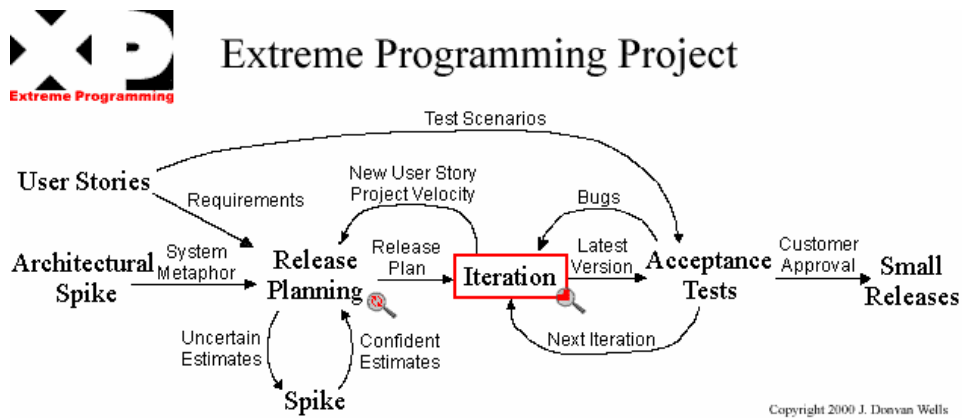 XP
Extreme Programming
Extreme Programming Project
Test Scenarios
User Stories
Requirements
New User Story
Project Velocity
Bugs
Architectural
Spike
System
Metaphor
Release
Planning
Release
Plan
Iteration
Latest
Version
Acceptance
Tests
Customer
Approval
Small
Releases
Uncertain
Estimates
Confident
Estimates
Next Iteration
Spike
Copyright 2000 J. Donvan Wells